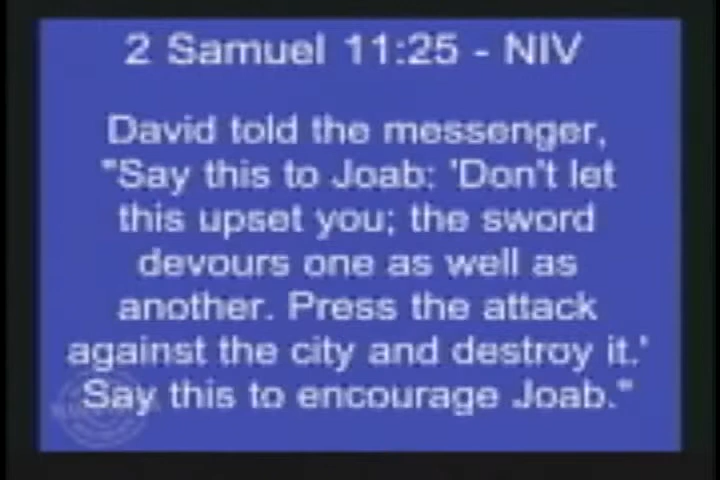 2 Samuel 11:25 - NIV
David told the messenger,
"Say this to Joab: 'Don't let
this upset you; the sword
devours one as well as
another. Press the attack
against the city and destroy it.'
Say this to encourage Joab."